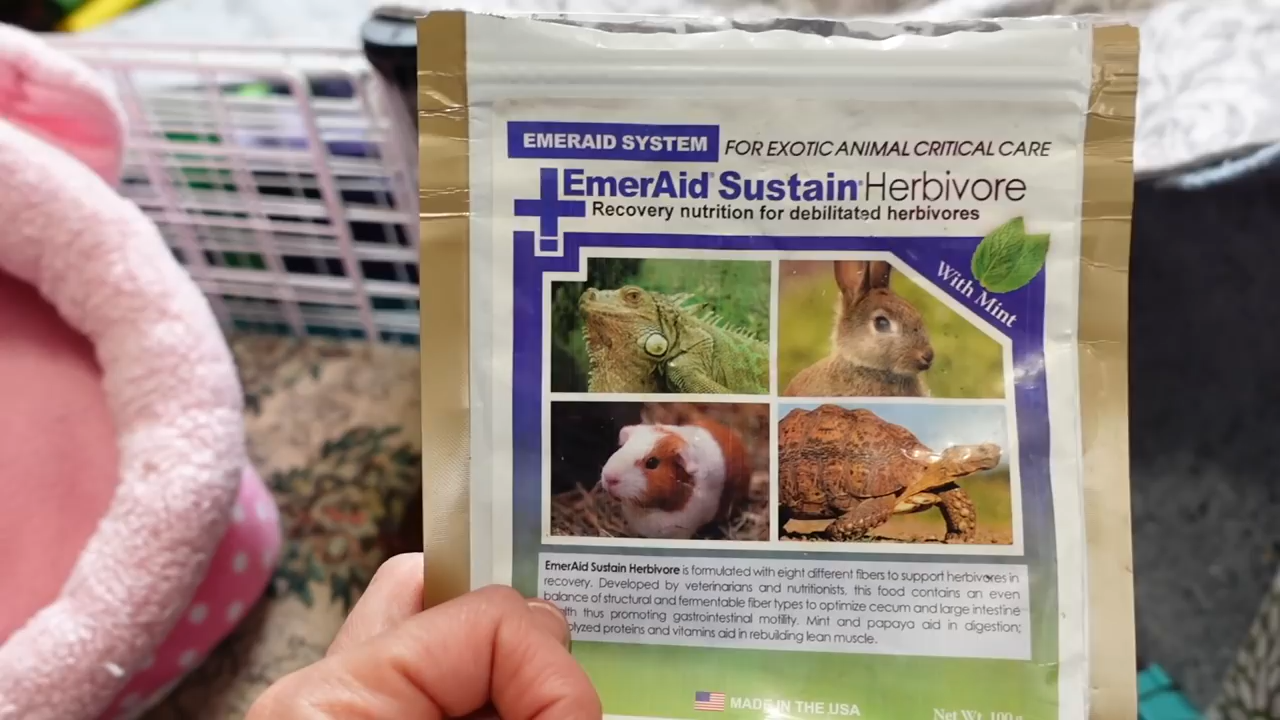 EMERAID SYSTEM FOR EXOTIC ANIMAL CRITICAL CARE
EmerAid® Sustain® Herbivore
Recovery nutrition for debilitated herbivores
With Mint
EmerAid Sustain Herbivore is formulated with eight different fibers to support herbivores in
recovery. Developed by veterinarians and nutritionists, this food contains an even
balance of structural and fermentable fiber types to optimize cecum and large intestine
thus promoting gastrointestinal motility. Mint and papaya aid in digestion;
proteins and vitamins aid in rebuilding lean muscle.
MADE IN THE USA
Net Wt. 100 g